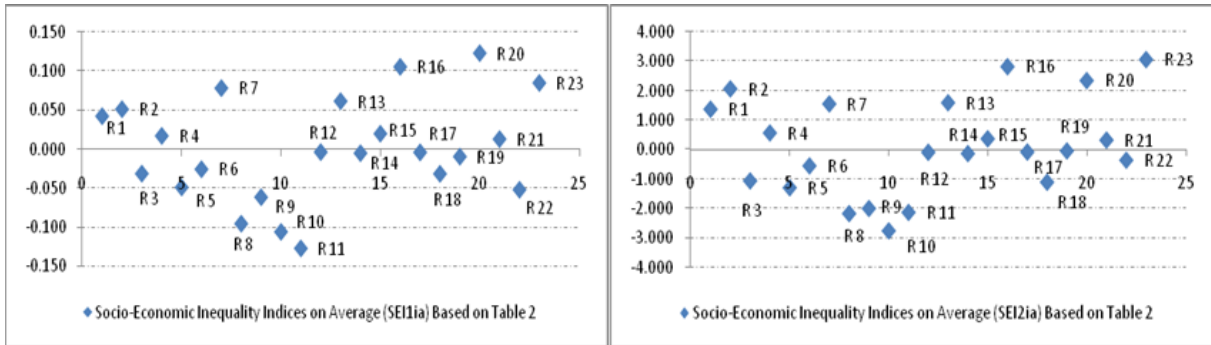 0.150
0.100
0.050
0.000
-0.050
-0.100
-0.150
0 5 10 15 20 25
R1
R2
R3
R4
R5
R6
R7
R8
R9
R10
R11
R12
R13
R14
R15
R16
R17
R18
R19
R20
R21
R22
R23
Socio-Economic Inequality Indices on Average (SEI1ia) Based on Table 2
4.000
3.000
2.000
1.000
0.000
-1.000
-2.000
-3.000
-4.000
0 5 10 15 20 25
R1
R2
R3
R4
R5
R6
R7
R8
R9
R10
R11
R12
R13
R14
R15
R16
R17
R18
R19
R20
R21
R22
R23
Socio-Economic Inequality Indices on Average (SEI2ia) Based on Table 2